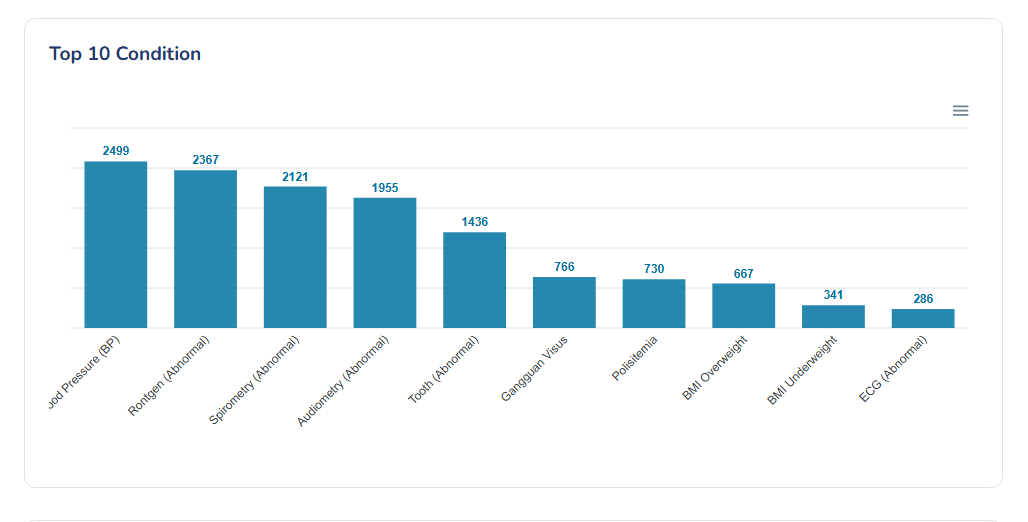 Top 10 Condition
2499
2367
2121
1955
1436
766
730
667
341
286
Pressure (BP)
Rontgen (Abnormal)
Spirometry (Abnormal)
Audiometry (Abnormal)
Tooth (Abnormal)
Gangguan Visus
Polisitemia
BMI Overweight
BMI Underweight
ECG (Abnormal)